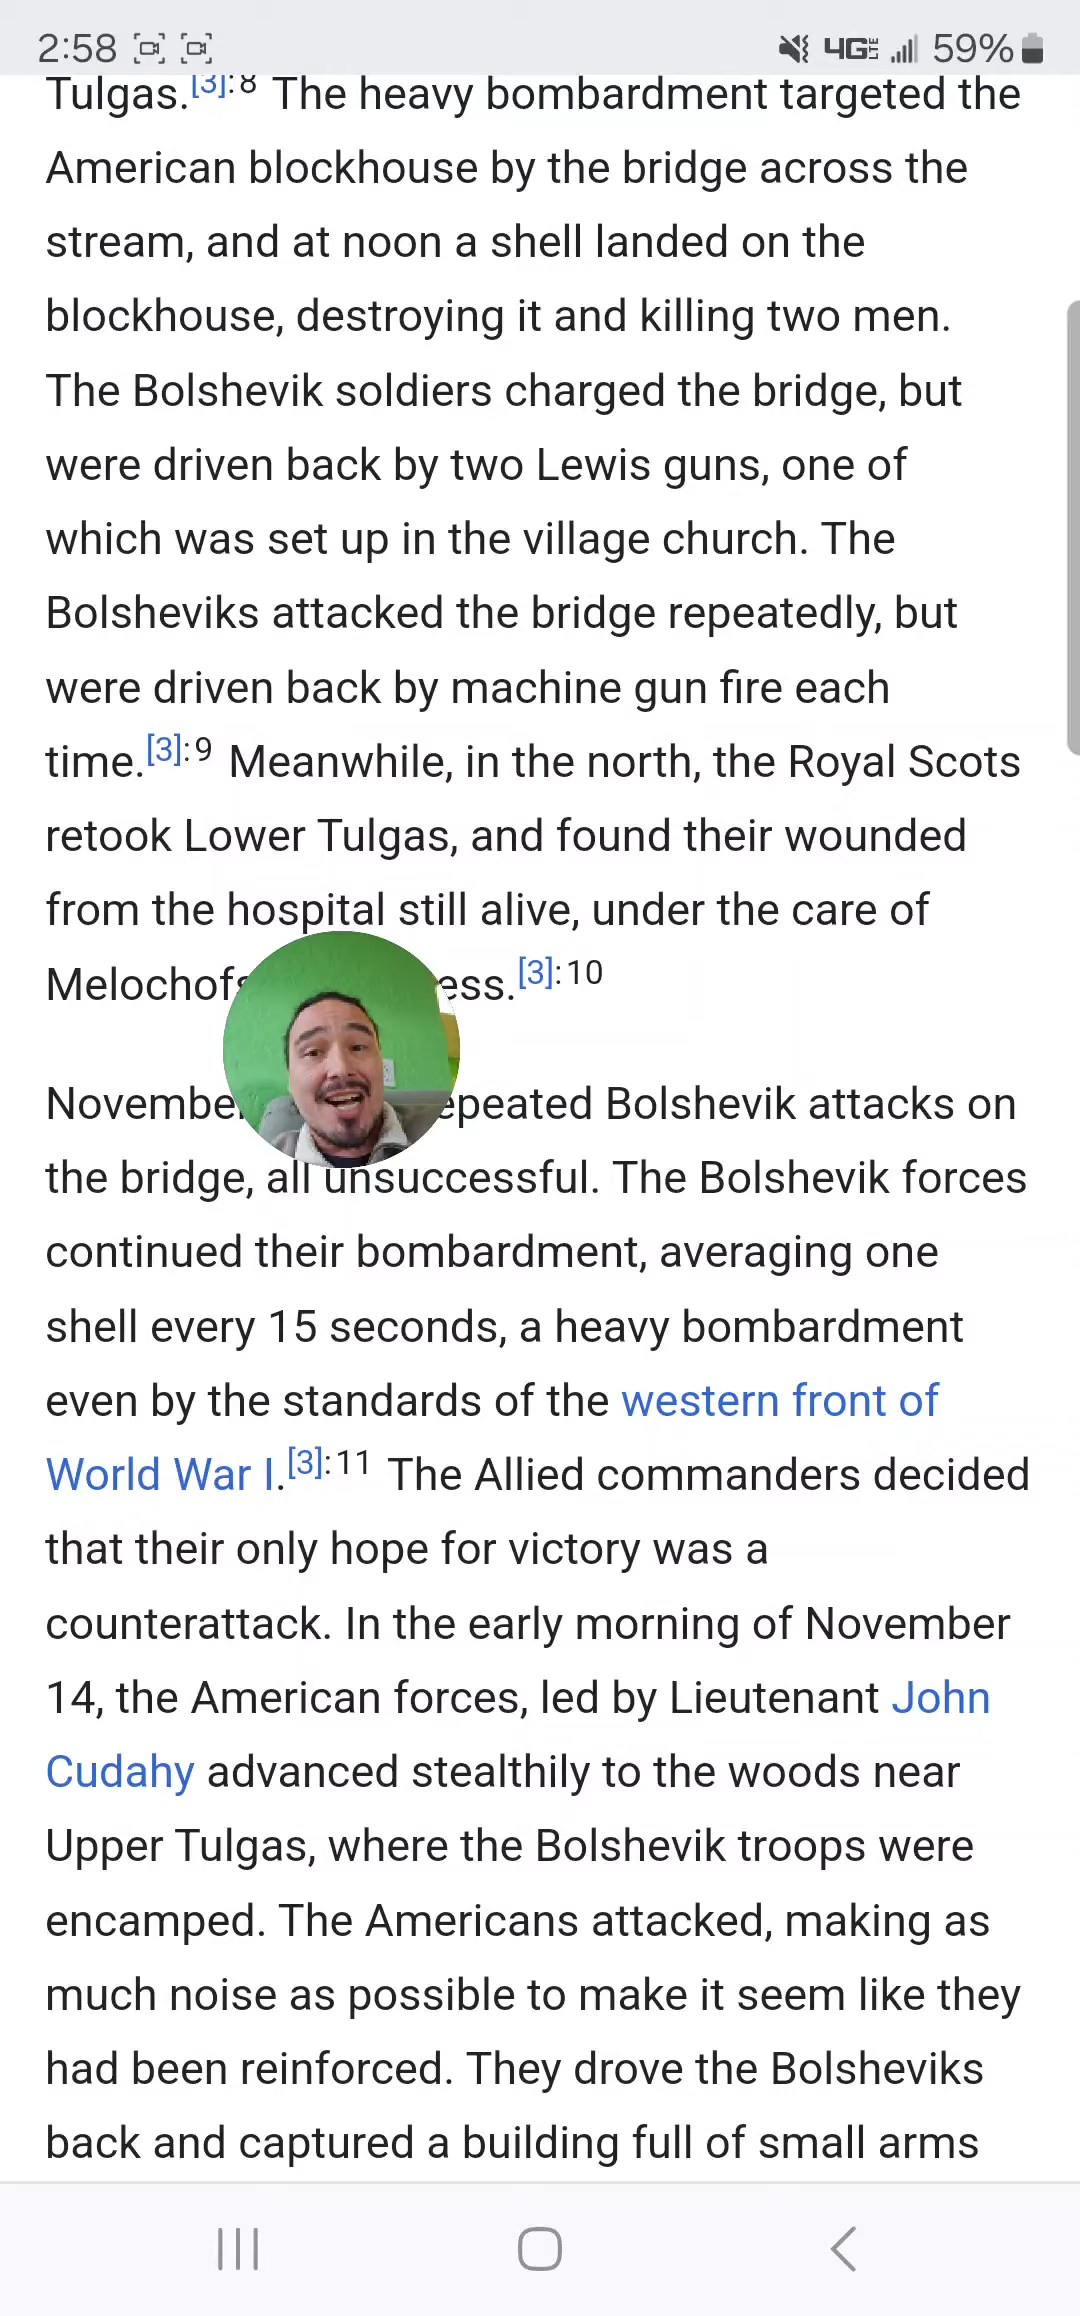 2:58 4G LTE 59%
Tulgas.[3]:8 The heavy bombardment targeted the
American blockhouse by the bridge across the
stream, and at noon a shell landed on the
blockhouse, destroying it and killing two men.
The Bolshevik soldiers charged the bridge, but
were driven back by two Lewis guns, one of
which was set up in the village church. The
Bolsheviks attacked the bridge repeatedly, but
were driven back by machine gun fire each
time.[3]:9 Meanwhile, in the north, the Royal Scots
retook Lower Tulgas, and found their wounded
from the hospital still alive, under the care of
ess.[3]:10
attacks on
the bridge, all unsuccessful. The Bolshevik forces
continued their bombardment, averaging one
shell every 15 seconds, a heavy bombardment
even by the standards of the western front of
World War I.[3]:11 The Allied commanders decided
that their only hope for victory was a
counterattack. In the early morning of November
14, the American forces, led by Lieutenant John
Cudahy advanced stealthily to the woods near
Upper Tulgas, where the Bolshevik troops were
encamped. The Americans attacked, making as
much noise as possible to make it seem like they
had been reinforced. They drove the Bolsheviks
back and captured a building full of small arms